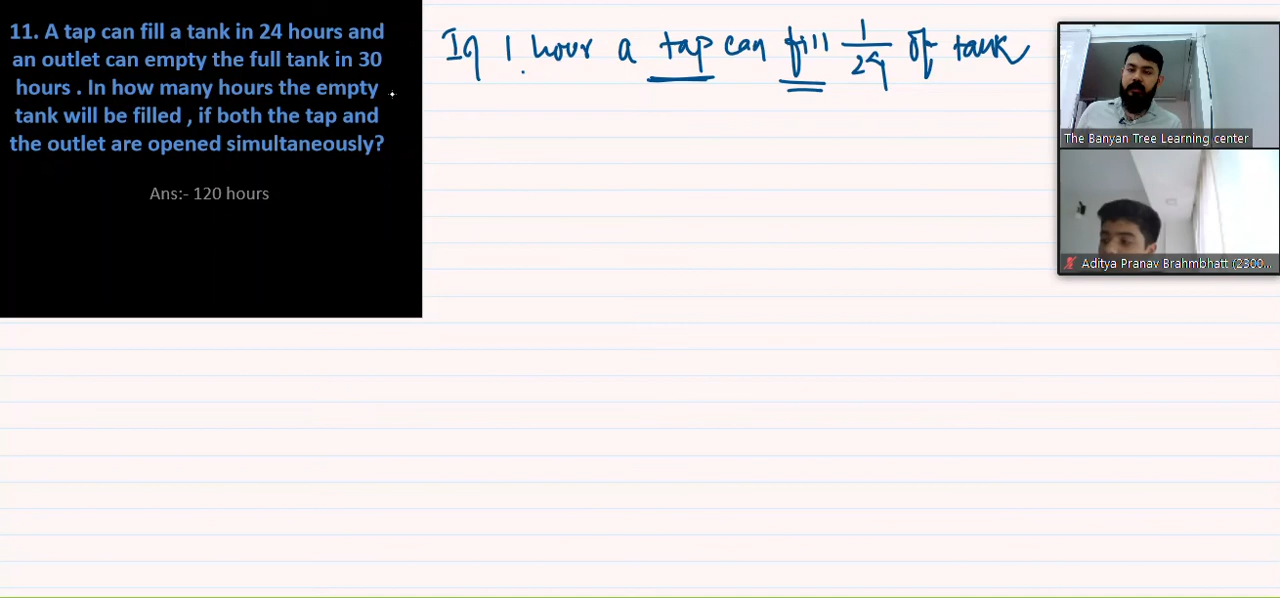 11. A tap can fill a tank in 24 hours and
an outlet can empty the full tank in 30
hours . In how many hours the empty
tank will be filled , if both the tap and
the outlet are opened simultaneously?
Ans:- 120 hours
In 1 hour a tap can fill 1/24 of tank
The Banyan Tree Learning center
Aditya Pranav Brahmbhatt (2300...